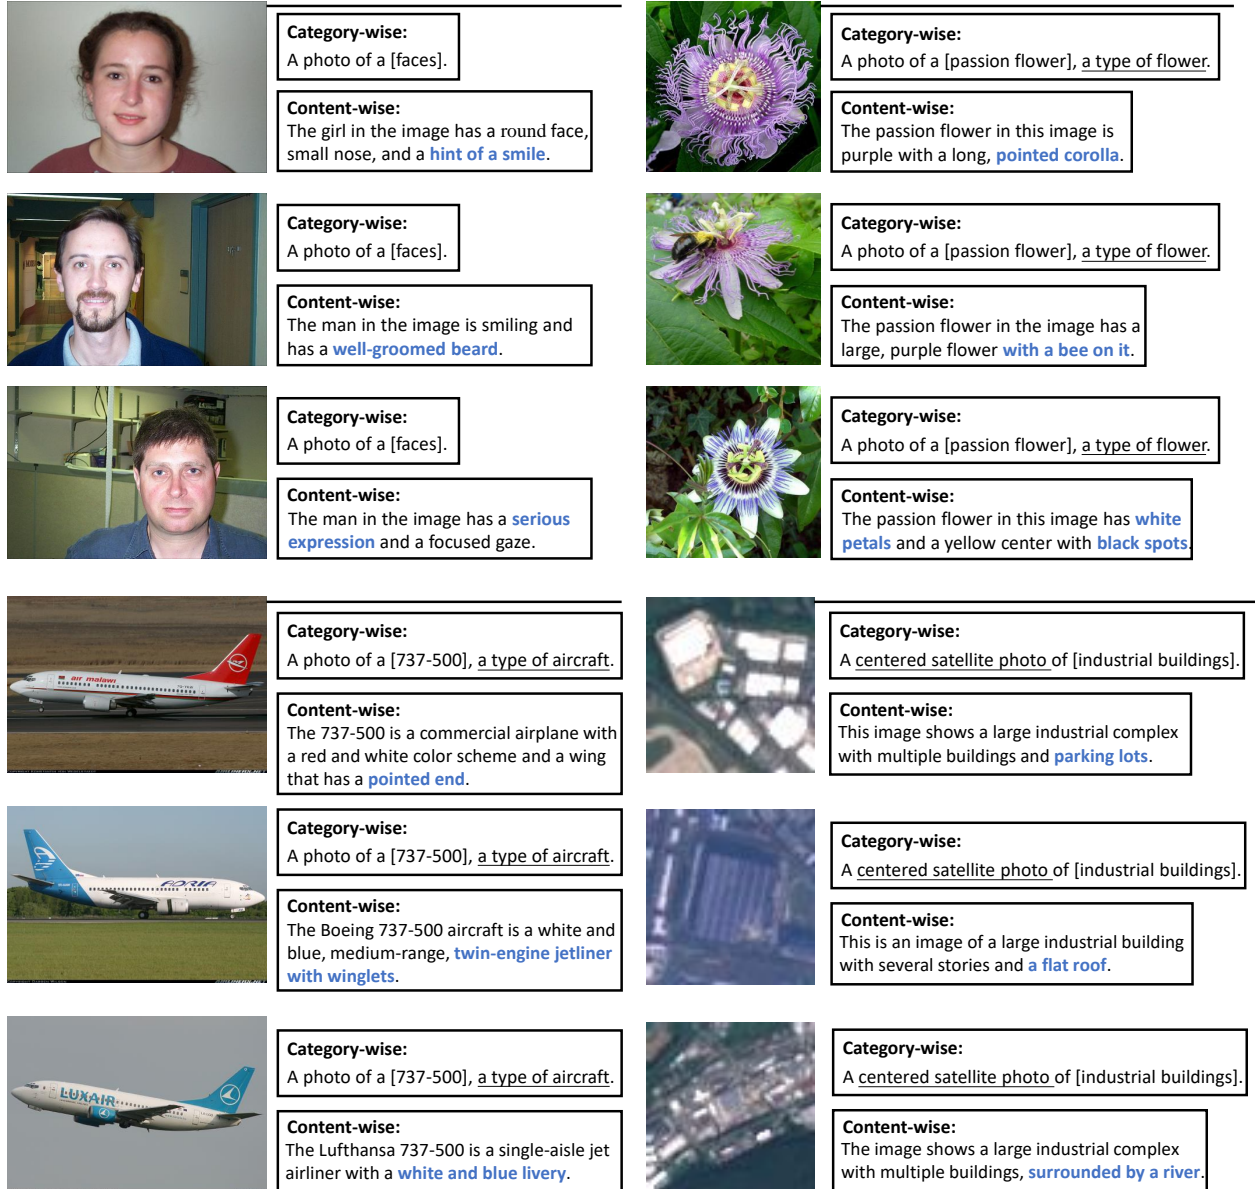 Category-wise:
A photo of a [faces].
Content-wise:
The girl in the image has a round face,
small nose, and a hint of a smile.
Category-wise:
A photo of a [faces].
Content-wise:
The man in the image is smiling and
has a well-groomed beard.
Category-wise:
A photo of a [faces].
Content-wise:
The man in the image has a serious
expression and a focused gaze.
Category-wise:
A photo of a [passion flower], a type of flower.
Content-wise:
The passion flower in this image is
purple with a long, pointed corolla.
Category-wise:
A photo of a [passion flower], a type of flower.
Content-wise:
The passion flower in the image has a
large, purple flower with a bee on it.
Category-wise:
A photo of a [passion flower], a type of flower.
Content-wise:
The passion flower in this image has white
petals and a yellow center with black spots.
air malawi
Category-wise:
A photo of a [737-500], a type of aircraft.
Content-wise:
The 737-500 is a commercial airplane with
a red and white color scheme and a wing
that has a pointed end.
ADRIA
Category-wise:
A photo of a [737-500], a type of aircraft.
Content-wise:
The Boeing 737-500 aircraft is a white and
blue, medium-range, twin-engine jetliner
with winglets.
LUXAIR
Category-wise:
A photo of a [737-500], a type of aircraft.
Content-wise:
The Lufthansa 737-500 is a single-aisle jet
airliner with a white and blue livery.
Category-wise:
A centered satellite photo of [industrial buildings].
Content-wise:
This image shows a large industrial complex
with multiple buildings and parking lots.
Category-wise:
A centered satellite photo of [industrial buildings].
Content-wise:
This is an image of a large industrial building
with several stories and a flat roof.
Category-wise:
A centered satellite photo of [industrial buildings].
Content-wise:
The image shows a large industrial complex
with multiple buildings, surrounded by a river.